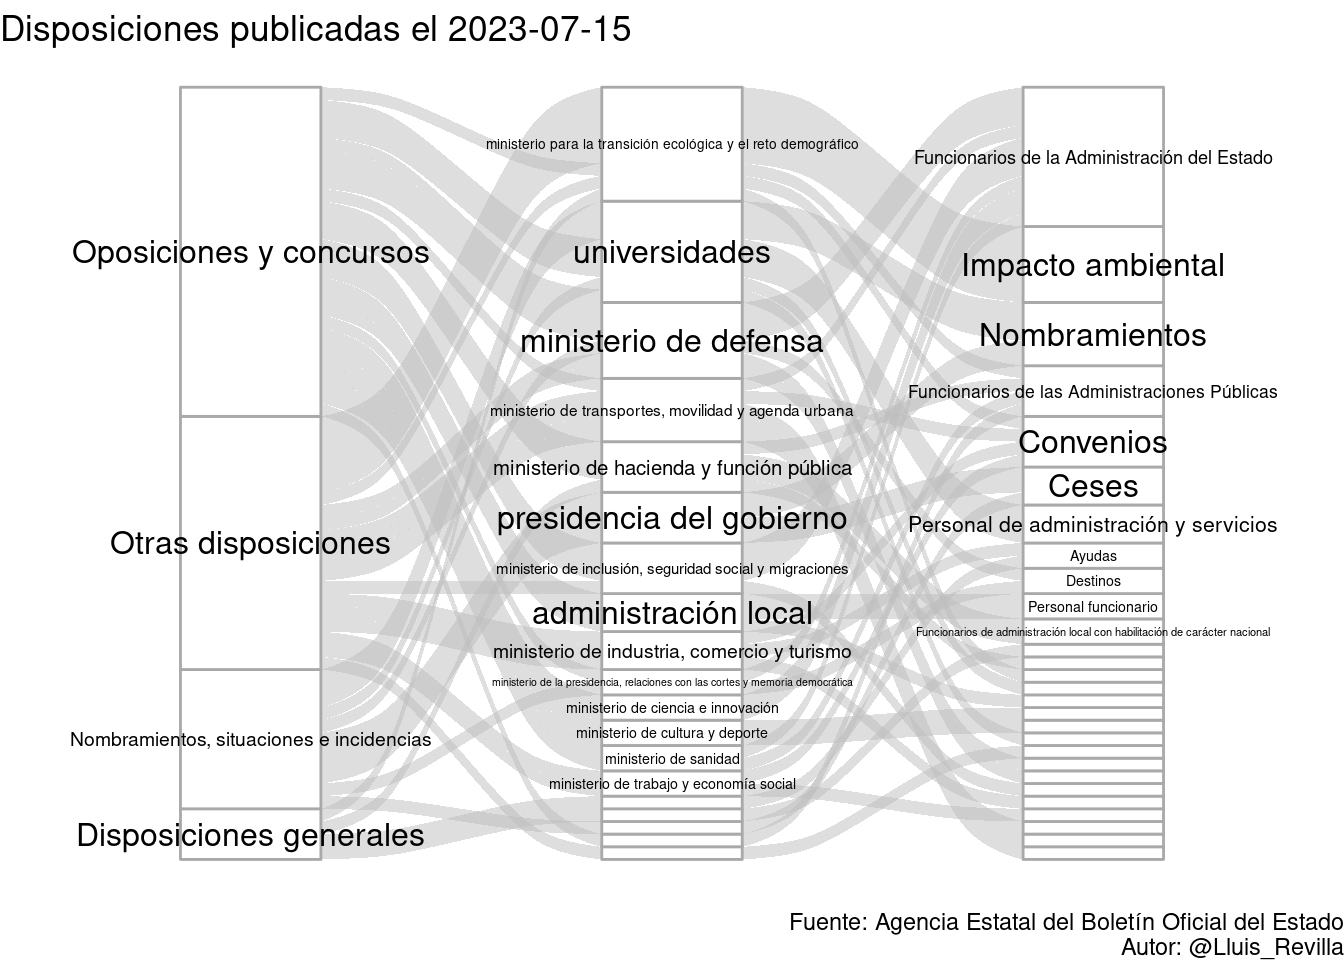 Disposiciones publicadas el 2023-07-15
Oposiciones y concursos
Otras disposiciones
Nombramientos, situaciones e incidencias
Disposiciones generales
ministerio para la transición ecológica y el reto demográfico
universidades
ministerio de defensa
ministerio de transportes, movilidad y agenda urbana
ministerio de hacienda y función pública
presidencia del gobierno
ministerio de inclusión, seguridad social y migraciones
administración local
ministerio de industria, comercio y turismo
ministerio de la presidencia, relaciones con las cortes y memoria democrática
ministerio de ciencia e innovación
ministerio de cultura y deporte
ministerio de sanidad
ministerio de trabajo y economía social
Funcionarios de la Administración del Estado
Impacto ambiental
Nombramientos
Funcionarios de las Administraciones Públicas
Convenios
Ceses
Personal de administración y servicios
Ayudas
Destinos
Personal funcionario
Funcionarios de administración local con habilitación de carácter nacional
Fuente: Agencia Estatal del Boletín Oficial del Estado
Autor: @Lluis_Revilla